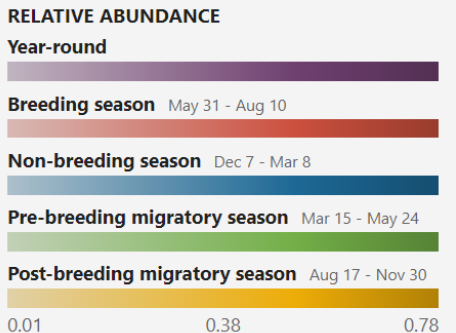 RELATIVE ABUNDANCE
Year-round
Breeding season May 31 - Aug 10
Non-breeding season Dec 7 - Mar 8
Pre-breeding migratory season Mar 15 - May 24
Post-breeding migratory season Aug 17 - Nov 30
0.01 0.38 0.78